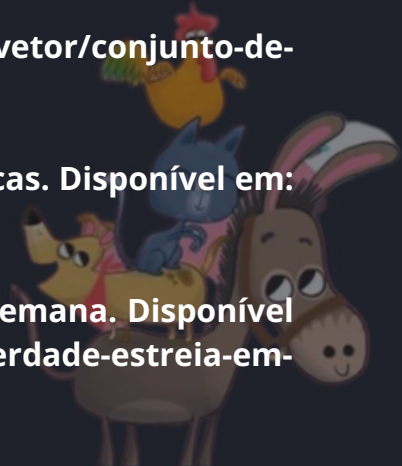 vetor/conjunto-de-
cas. Disponível em:
emana. Disponível
erdade-estreia-em-